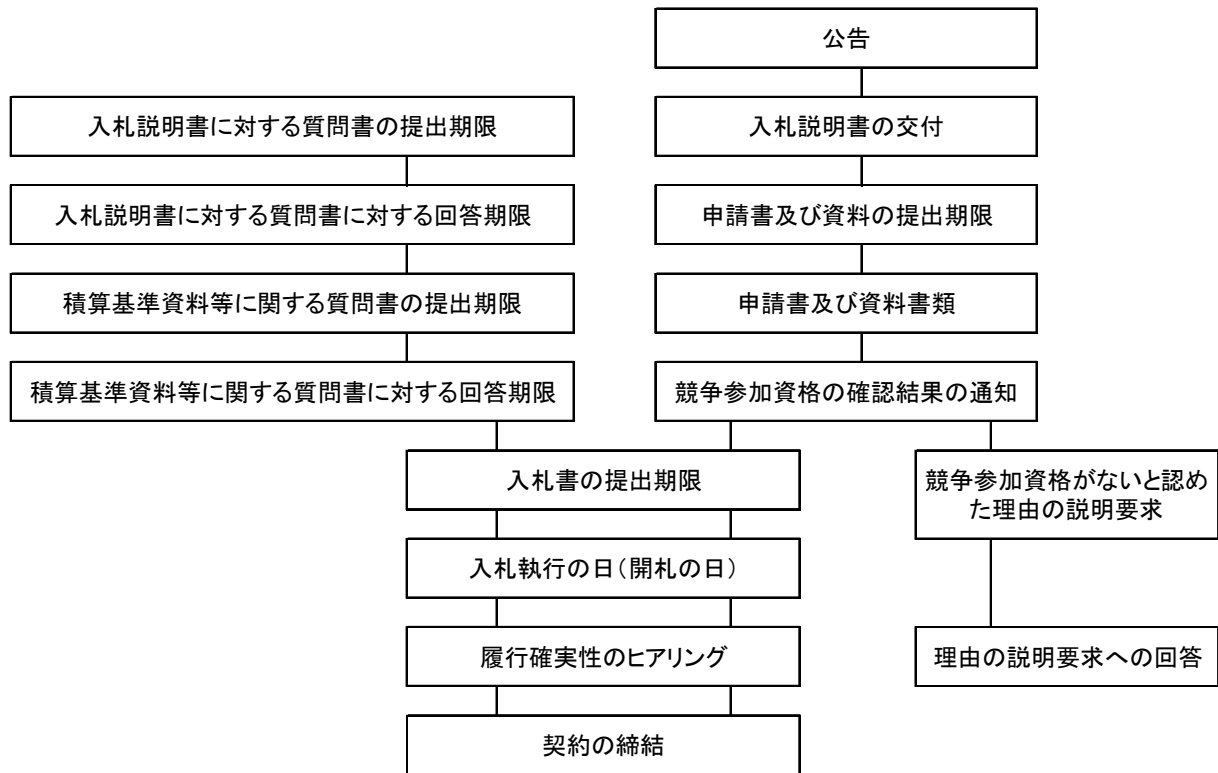 公告
入札説明書に対する質問書の提出期限
入札説明書の交付
入札説明書に対する質問書に対する回答期限
申請書及び資料の提出期限
積算基準資料等に関する質問書の提出期限
申請書及び資料書類
積算基準資料等に関する質問書に対する回答期限
競争参加資格の確認結果の通知
入札書の提出期限
競争参加資格がないと認め
た理由の説明要求
入札執行の日(開札の日)
履行確実性のヒアリング
理由の説明要求への回答
契約の締結